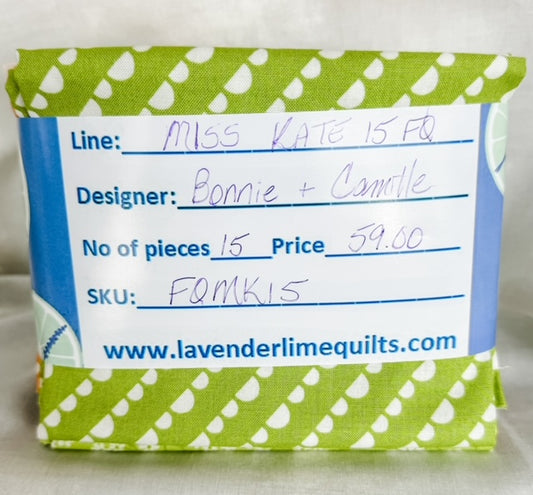 Line: MISS KATE 15 FQ
Designer: Bonnie + Camille
No of pieces 15 Price 59.00
SKU: FQMK15
www.lavenderlimequilts.com